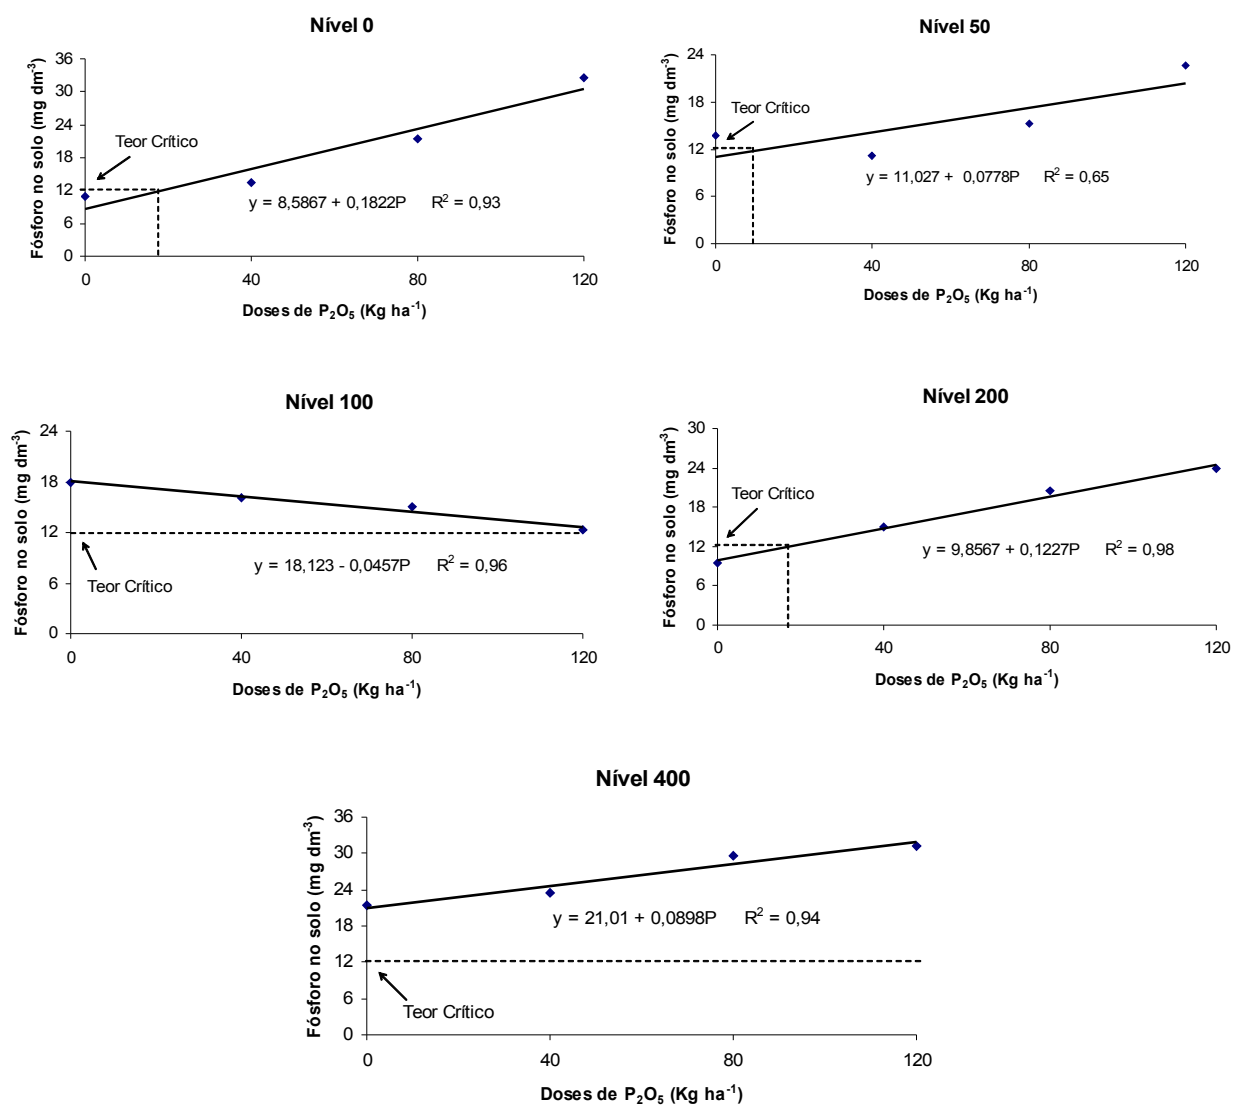 Nível 0
Fósforo no solo (mg dm⁻³)
36
30
24
18
12
6
0
Teor Crítico
y = 8,5867 + 0,1822P R² = 0,93
0 40 80 120
Doses de P₂O₅ (Kg ha⁻¹)
Nível 50
Fósforo no solo (mg dm⁻³)
24
18
12
6
0
Teor Crítico
y = 11,027 + 0,0778P R² = 0,65
0 40 80 120
Doses de P₂O₅ (Kg ha⁻¹)
Nível 100
Fósforo no solo (mg dm⁻³)
24
18
12
6
0
y = 18,123 - 0,0457P R² = 0,96
Teor Crítico
0 40 80 120
Doses de P₂O₅ (Kg ha⁻¹)
Nível 200
Fósforo no solo (mg dm⁻³)
30
24
18
12
6
0
Teor Crítico
y = 9,8567 + 0,1227P R² = 0,98
0 40 80 120
Doses de P₂O₅ (Kg ha⁻¹)
Nível 400
Fósforo no solo (mg dm⁻³)
36
30
24
18
12
6
0
y = 21,01 + 0,0898P R² = 0,94
Teor Crítico
0 40 80 120
Doses de P₂O₅ (Kg ha⁻¹)